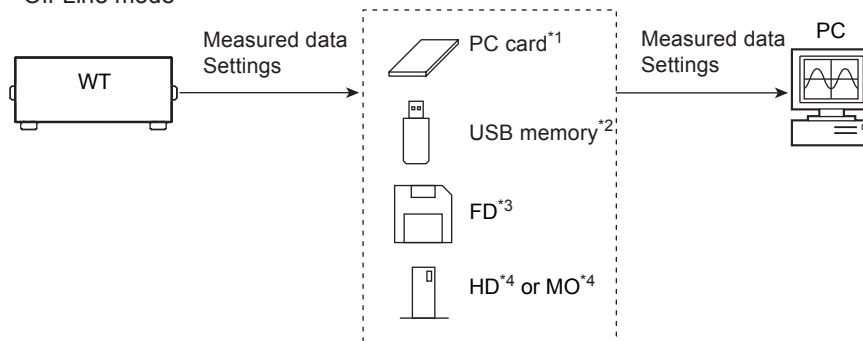 Off-Line mode
WT
Measured data
Settings
PC card*1
USB memory*2
FD*3
HD*4 or MO*4
Measured data
Settings
PC